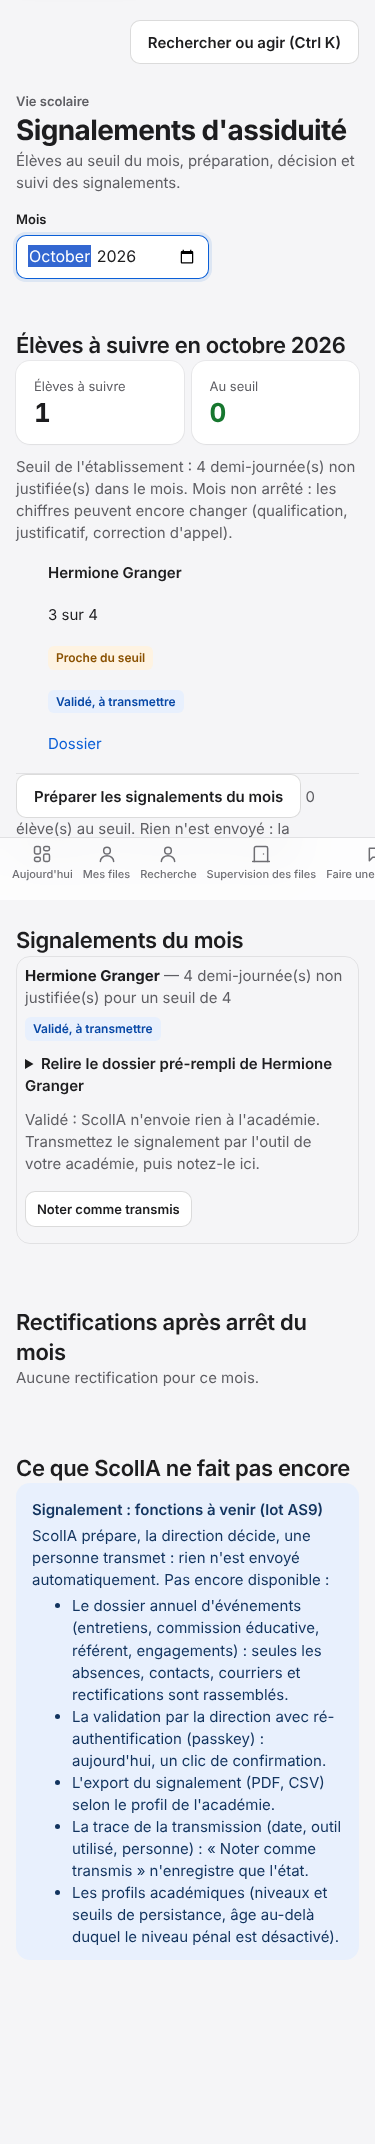 Rechercher ou agir (Ctrl K)
Vie scolaire
Signalements d'assiduité
Élèves au seuil du mois, préparation, décision et
suivi des signalements.
Mois
October 2026
Élèves à suivre en octobre 2026
Élèves à suivre
1
Au seuil
0
Seuil de l'établissement : 4 demi-journée(s) non
justifiée(s) dans le mois. Mois non arrêté : les
chiffres peuvent encore changer (qualification,
justificatif, correction d'appel).
Hermione Granger
3 sur 4
Proche du seuil
Validé, à transmettre
Dossier
Préparer les signalements du mois 0
élève(s) au seuil. Rien n'est envoyé : la
Aujourd'hui
Mes files
Recherche
Supervision des files
Faire une
Signalements du mois
Hermione Granger — 4 demi-journée(s) non
justifiée(s) pour un seuil de 4
Validé, à transmettre
Relire le dossier pré-rempli de Hermione
Granger
Validé : ScolIA n'envoie rien à l'académie.
Transmettez le signalement par l'outil de
votre académie, puis notez-le ici.
Noter comme transmis
Rectifications après arrêt du
mois
Aucune rectification pour ce mois.
Ce que ScolIA ne fait pas encore
Signalement : fonctions à venir (lot AS9)
ScolIA prépare, la direction décide, une
personne transmet : rien n'est envoyé
automatiquement. Pas encore disponible :
• Le dossier annuel d'événements
(entretiens, commission éducative,
référent, engagements) : seules les
absences, contacts, courriers et
rectifications sont rassemblés.
• La validation par la direction avec ré-
authentification (passkey) :
aujourd'hui, un clic de confirmation.
• L'export du signalement (PDF, CSV)
selon le profil de l'académie.
• La trace de la transmission (date, outil
utilisé, personne) : « Noter comme
transmis » n'enregistre que l'état.
• Les profils académiques (niveaux et
seuils de persistance, âge au-delà
duquel le niveau pénal est désactivé).